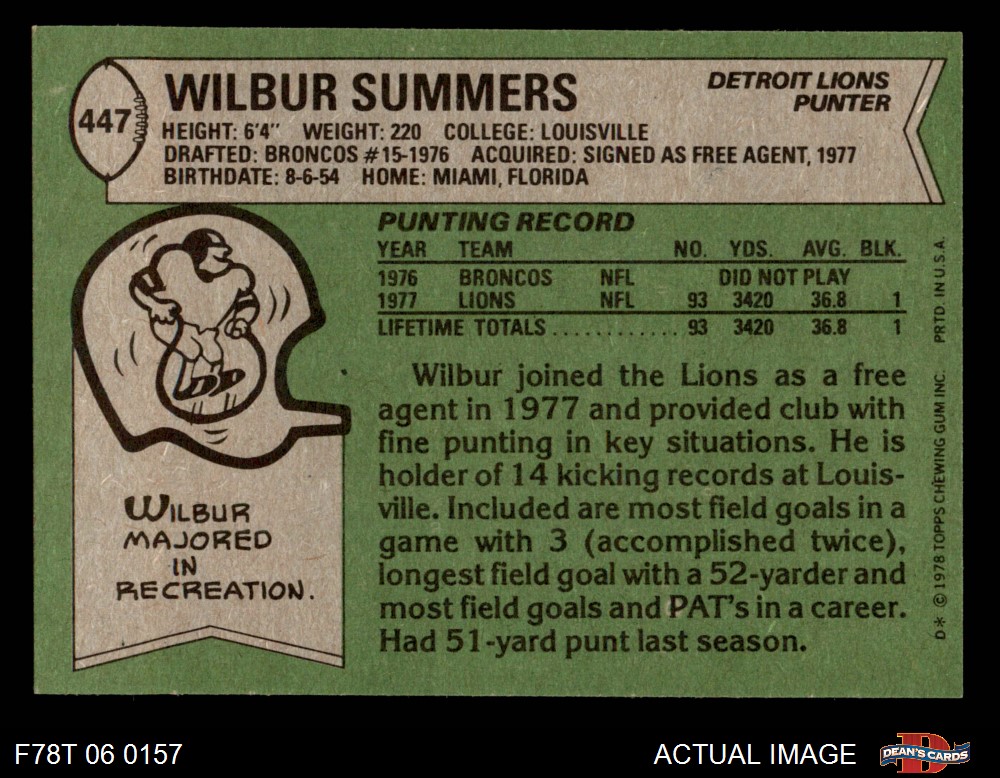 447
WILBUR SUMMERS
DETROIT LIONS
PUNTER
HEIGHT: 6'4" WEIGHT: 220 COLLEGE: LOUISVILLE
DRAFTED: BRONCOS #15-1976 ACQUIRED: SIGNED AS FREE AGENT, 1977
BIRTHDATE: 8-6-54 HOME: MIAMI, FLORIDA
PUNTING RECORD
YEAR TEAM NO. YDS. AVG. BLK.
1976 BRONCOS NFL DID NOT PLAY
1977 LIONS NFL 93 3420 36.8 1
LIFETIME TOTALS ............ 93 3420 36.8 1
Wilbur joined the Lions as a free
agent in 1977 and provided club with
fine punting in key situations. He is
holder of 14 kicking records at Louis-
ville. Included are most field goals in a
game with 3 (accomplished twice),
longest field goal with a 52-yarder and
most field goals and PAT's in a career.
Had 51-yard punt last season.
WILBUR
MAJORED
IN
RECREATION.
D* © 1978 TOPPS CHEWING GUM INC. PRTD. IN U.S.A.
F78T 06 0157
ACTUAL IMAGE
DEAN'S CARDS